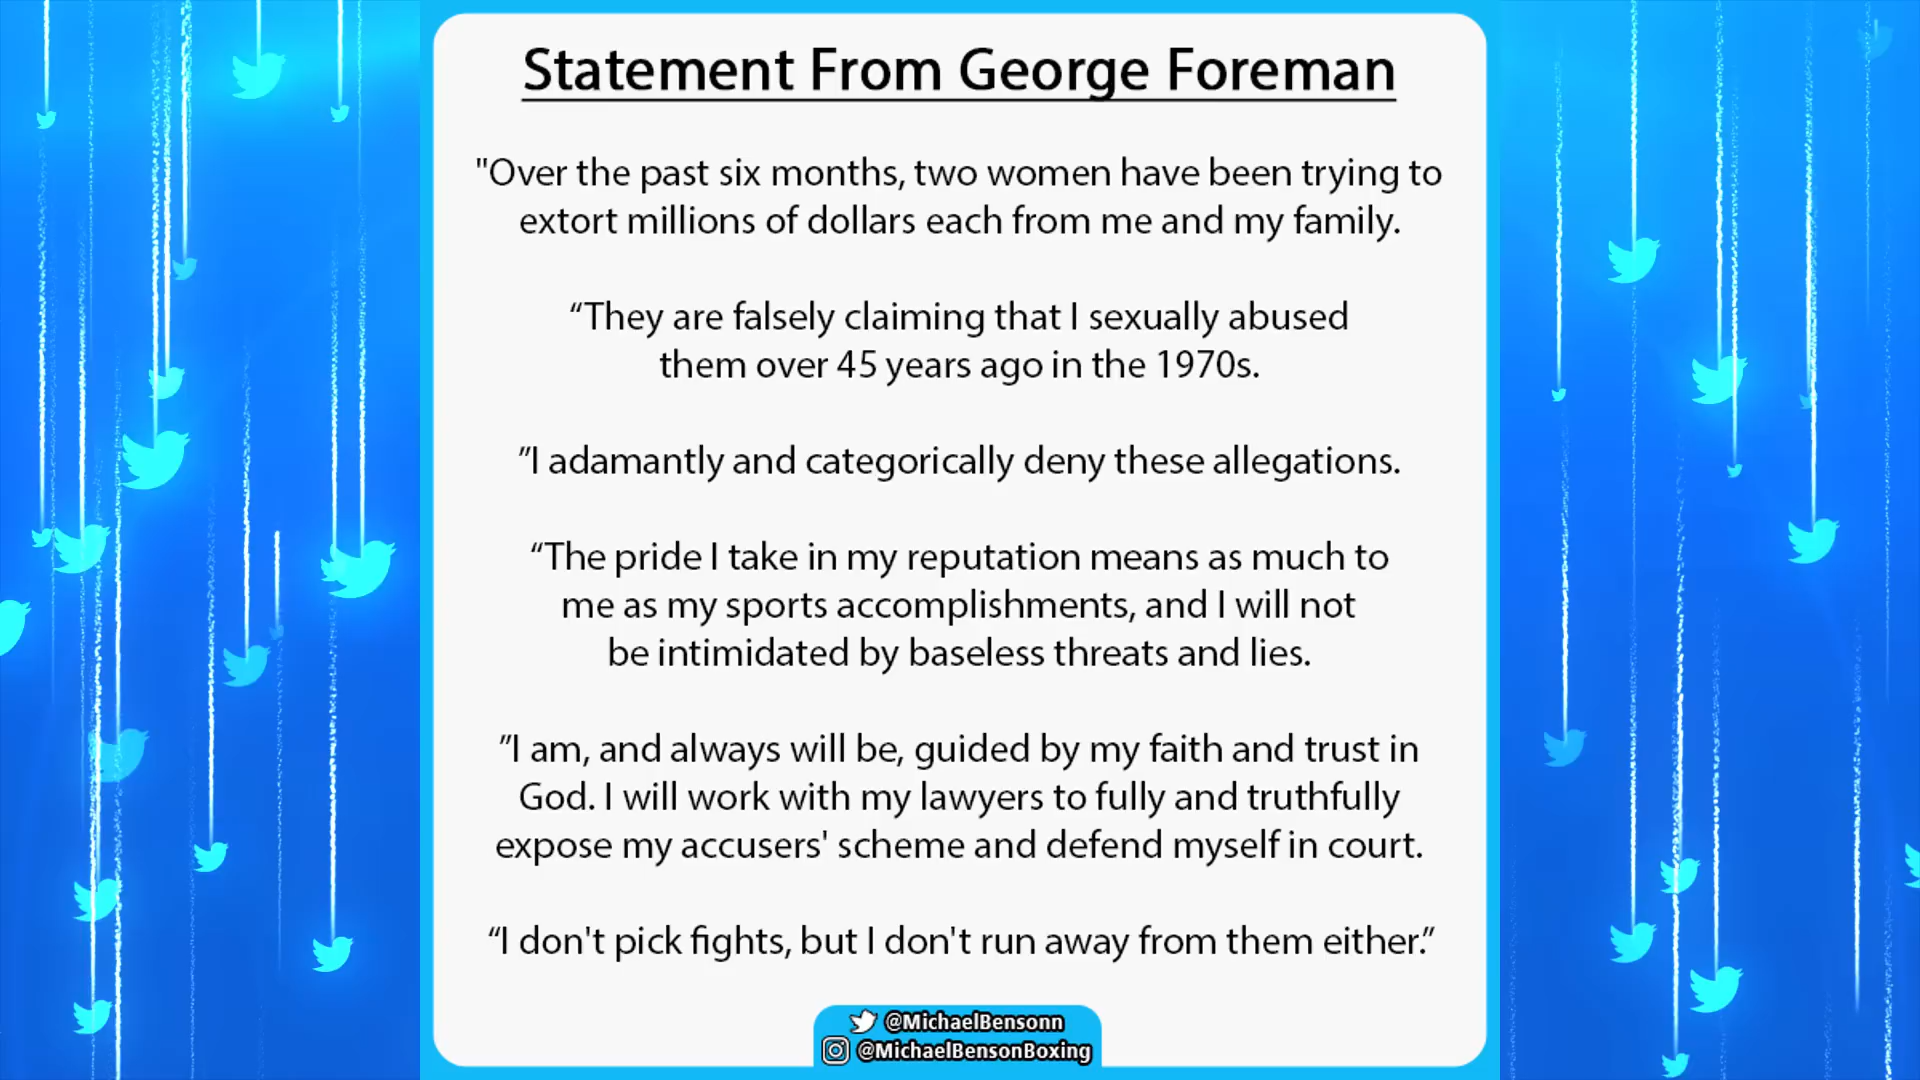 Statement From George Foreman
"Over the past six months, two women have been trying to
extort millions of dollars each from me and my family.
“They are falsely claiming that I sexually abused
them over 45 years ago in the 1970s.
”I adamantly and categorically deny these allegations.
“The pride I take in my reputation means as much to
me as my sports accomplishments, and I will not
be intimidated by baseless threats and lies.
”I am, and always will be, guided by my faith and trust in
God. I will work with my lawyers to fully and truthfully
expose my accusers' scheme and defend myself in court.
“I don't pick fights, but I don't run away from them either.”
@MichaelBensonn
@MichaelBensonBoxing